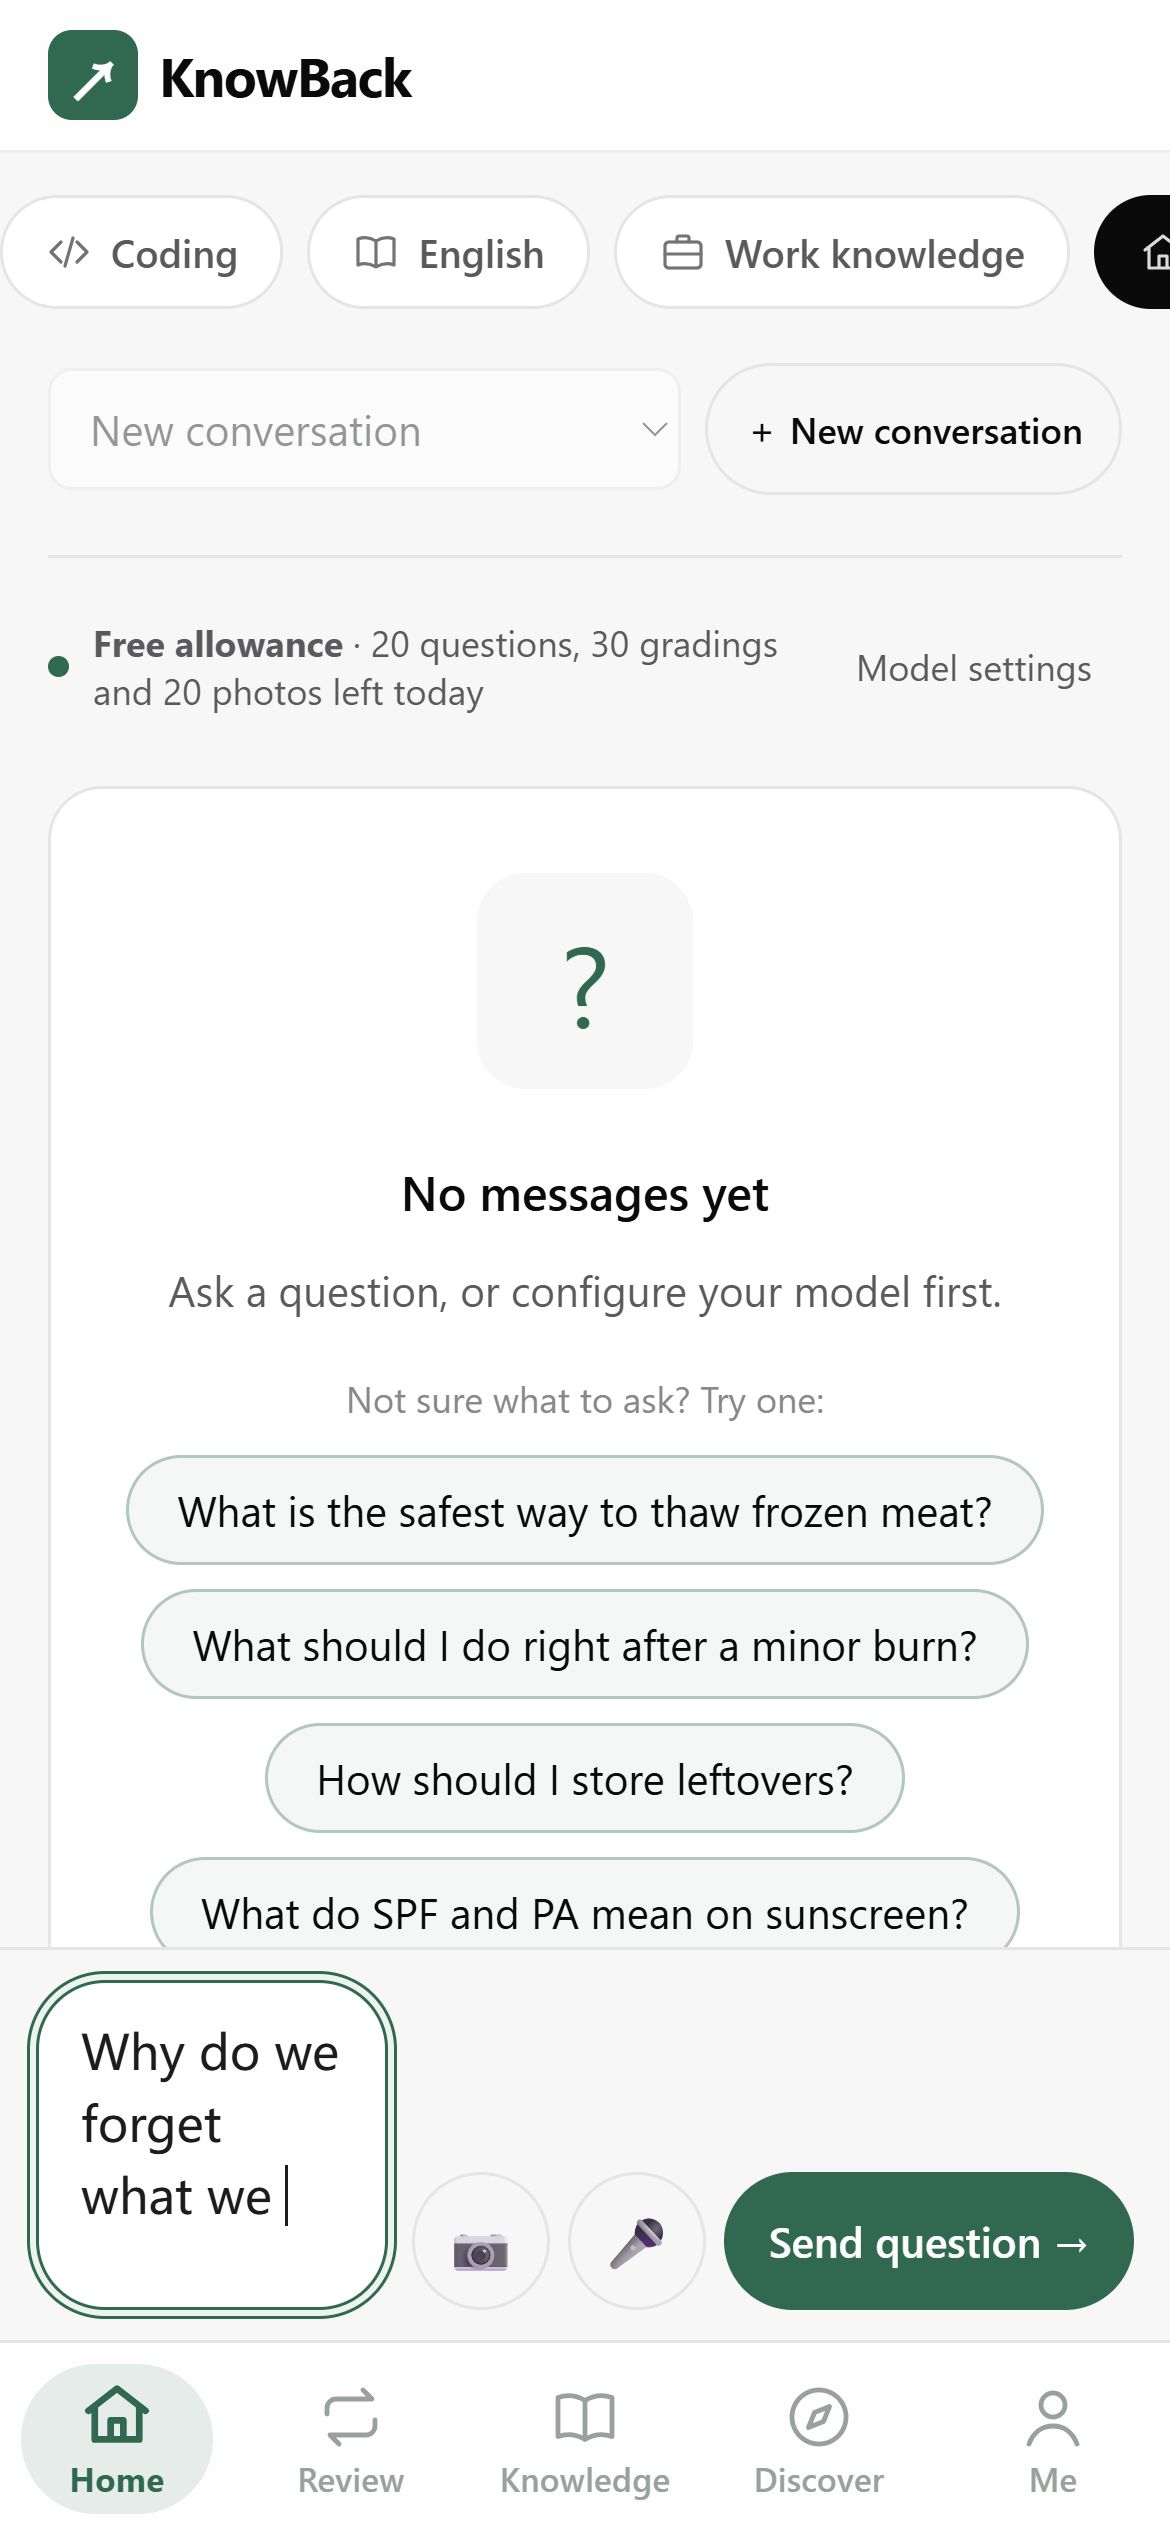 KnowBack
Coding
English
Work knowledge
New conversation
+ New conversation
Free allowance · 20 questions, 30 gradings
and 20 photos left today
Model settings
?
No messages yet
Ask a question, or configure your model first.
Not sure what to ask? Try one:
What is the safest way to thaw frozen meat?
What should I do right after a minor burn?
How should I store leftovers?
What do SPF and PA mean on sunscreen?
Why do we
forget
what we
Send question →
Home
Review
Knowledge
Discover
Me